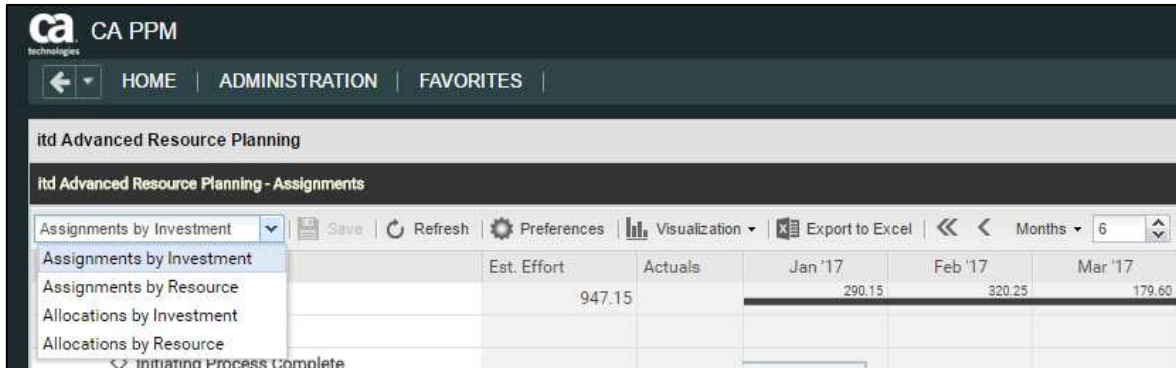 ca CA PPM
technologies
HOME | ADMINISTRATION | FAVORITES |
itd Advanced Resource Planning
itd Advanced Resource Planning - Assignments
Assignments by Investment | Save | Refresh | Preferences | Visualization | Export to Excel | Months 6
Assignments by Investment
Assignments by Resource
Allocations by Investment
Allocations by Resource
Est. Effort Actuals Jan '17 Feb '17 Mar '17
947.15 290.15 320.25 179.60
Initiating Process Complete